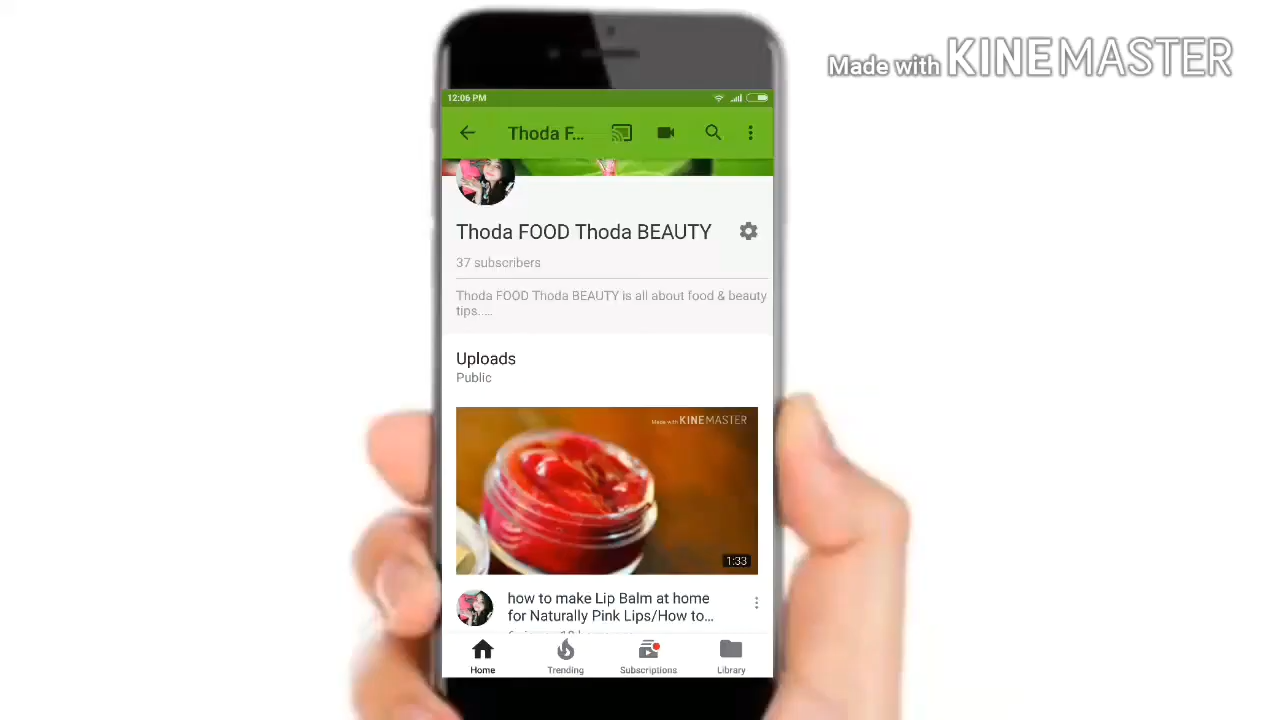 Made with KINEMASTER
12:06 PM
Thoda F...
Thoda FOOD Thoda BEAUTY
37 subscribers
Thoda FOOD Thoda BEAUTY is all about food & beauty
tips.....
Uploads
Public
Made with KINEMASTER
1:33
how to make Lip Balm at home
for Naturally Pink Lips/How to...
Home
Trending
Subscriptions
Library